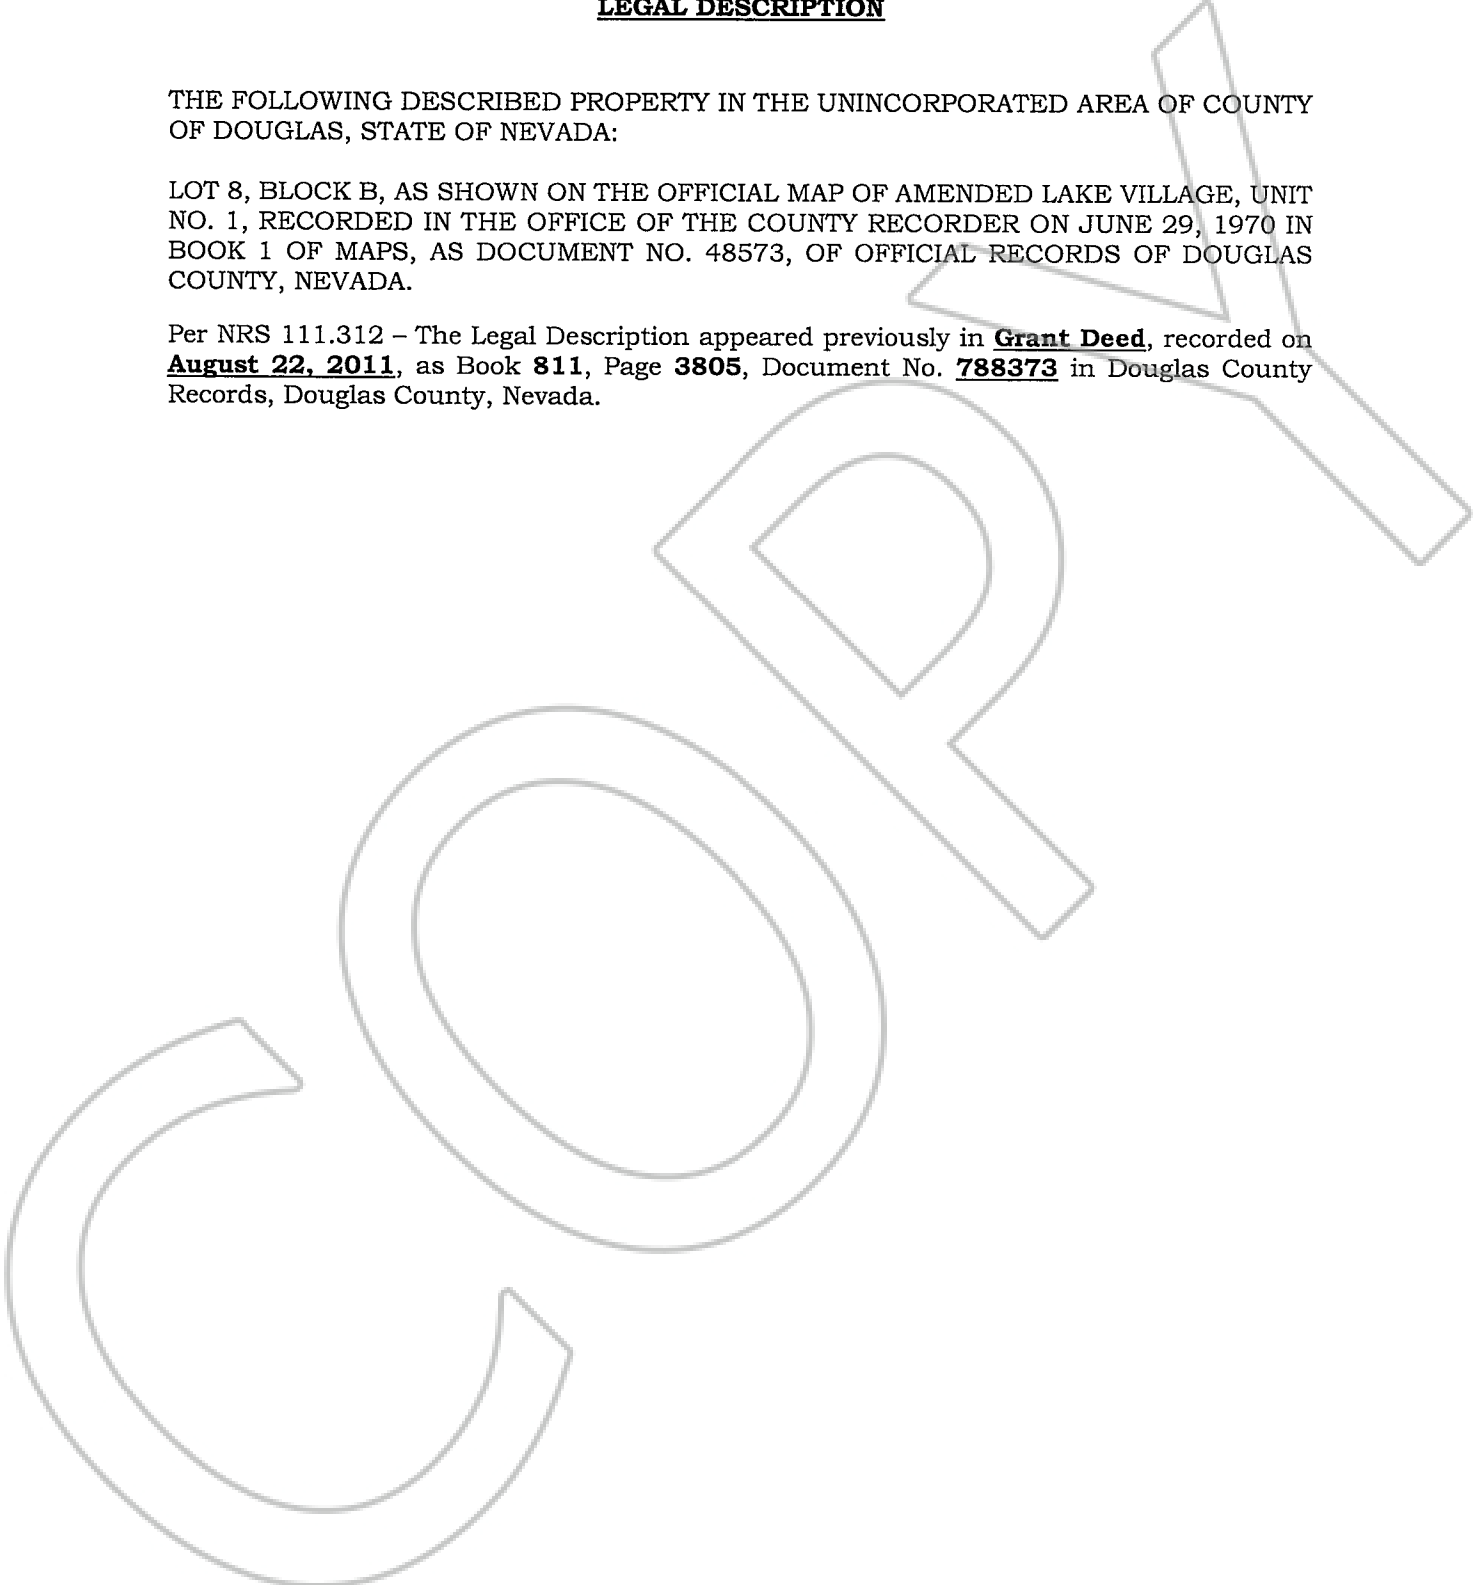 LEGAL DESCRIPTION
THE FOLLOWING DESCRIBED PROPERTY IN THE UNINCORPORATED AREA OF COUNTY
OF DOUGLAS, STATE OF NEVADA:
LOT 8, BLOCK B, AS SHOWN ON THE OFFICIAL MAP OF AMENDED LAKE VILLAGE, UNIT
NO. 1, RECORDED IN THE OFFICE OF THE COUNTY RECORDER ON JUNE 29, 1970 IN
BOOK 1 OF MAPS, AS DOCUMENT NO. 48573, OF OFFICIAL RECORDS OF DOUGLAS
COUNTY, NEVADA.
Per NRS 111.312 – The Legal Description appeared previously in Grant Deed, recorded on
August 22, 2011, as Book 811, Page 3805, Document No. 788373 in Douglas County
Records, Douglas County, Nevada.
COPY